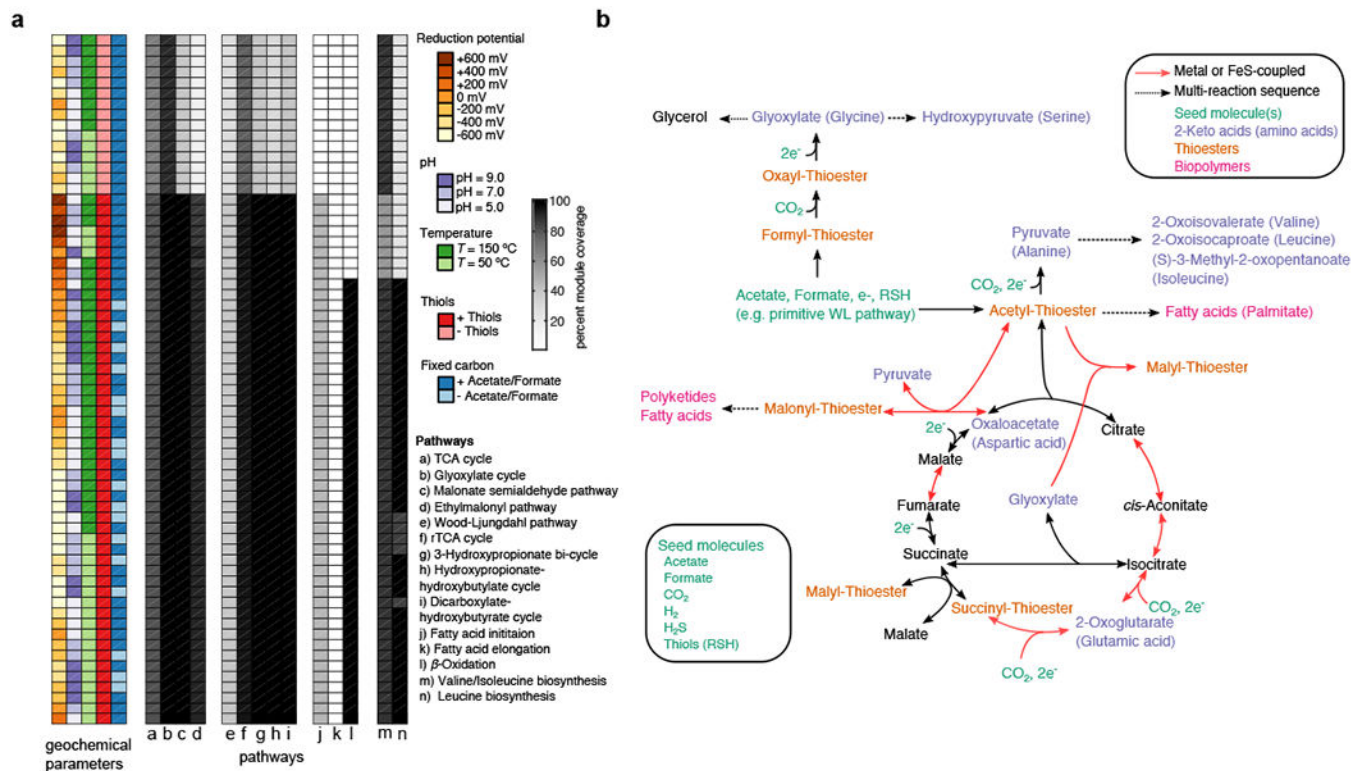 a
Reduction potential
+600 mV
+400 mV
+200 mV
0 mV
-200 mV
-400 mV
-600 mV
pH
pH = 9.0
pH = 7.0
pH = 5.0
Temperature
T = 150 ºC
T = 50 ºC
Thiols
+ Thiols
- Thiols
Fixed carbon
+ Acetate/Formate
- Acetate/Formate
100
80
60
40
20
percent module coverage
Pathways
a) TCA cycle
b) Glyoxylate cycle
c) Malonate semialdehyde pathway
d) Ethylmalonyl pathway
e) Wood-Ljungdahl pathway
f) rTCA cycle
g) 3-Hydroxypropionate bi-cycle
h) Hydroxypropionate-
hydroxybutylate cycle
i) Dicarboxylate-
hydroxybutyrate cycle
j) Fatty acid inititaion
k) Fatty acid elongation
l) β-Oxidation
m) Valine/Isoleucine biosynthesis
n) Leucine biosynthesis
a b c d e f g h i j k l m n
geochemical
parameters
pathways
b
Metal or FeS-coupled
Multi-reaction sequence
Seed molecule(s)
2-Keto acids (amino acids)
Thioesters
Biopolymers
Glycerol
Glyoxylate (Glycine)
Hydroxypyruvate (Serine)
2e-
Oxayl-Thioester
CO2
Formyl-Thioester
Pyruvate
(Alanine)
2-Oxoisovalerate (Valine)
2-Oxoisocaproate (Leucine)
(S)-3-Methyl-2-oxopentanoate
(Isoleucine)
CO2, 2e-
Acetate, Formate, e-, RSH
(e.g. primitive WL pathway)
Acetyl-Thioester
Fatty acids (Palmitate)
Pyruvate
Malyl-Thioester
Polyketides
Fatty acids
Malonyl-Thioester
Oxaloacetate
(Aspartic acid)
2e-
Citrate
Malate
Fumarate
Glyoxylate
cis-Aconitate
2e-
Succinate
Isocitrate
Malyl-Thioester
Succinyl-Thioester
CO2, 2e-
Malate
2-Oxoglutarate
(Glutamic acid)
CO2, 2e-
Seed molecules
Acetate
Formate
CO2
H2
H2S
Thiols (RSH)